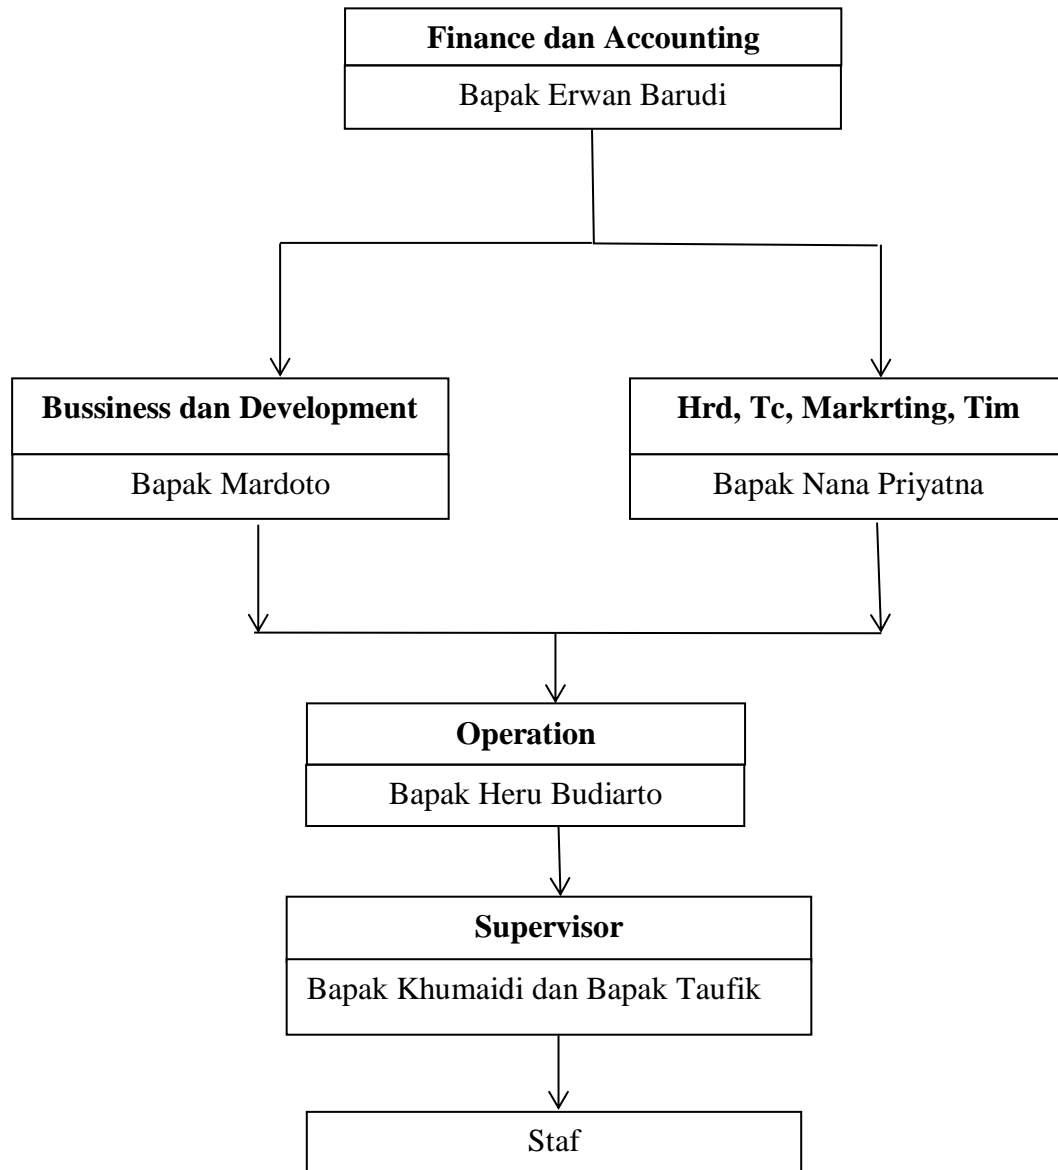 Finance dan Accounting
Bapak Erwan Barudi
Bussiness dan Development
Bapak Mardoto
Hrd, Tc, Markrting, Tim
Bapak Nana Priyatna
Operation
Bapak Heru Budiarto
Supervisor
Bapak Khumaidi dan Bapak Taufik
Staf